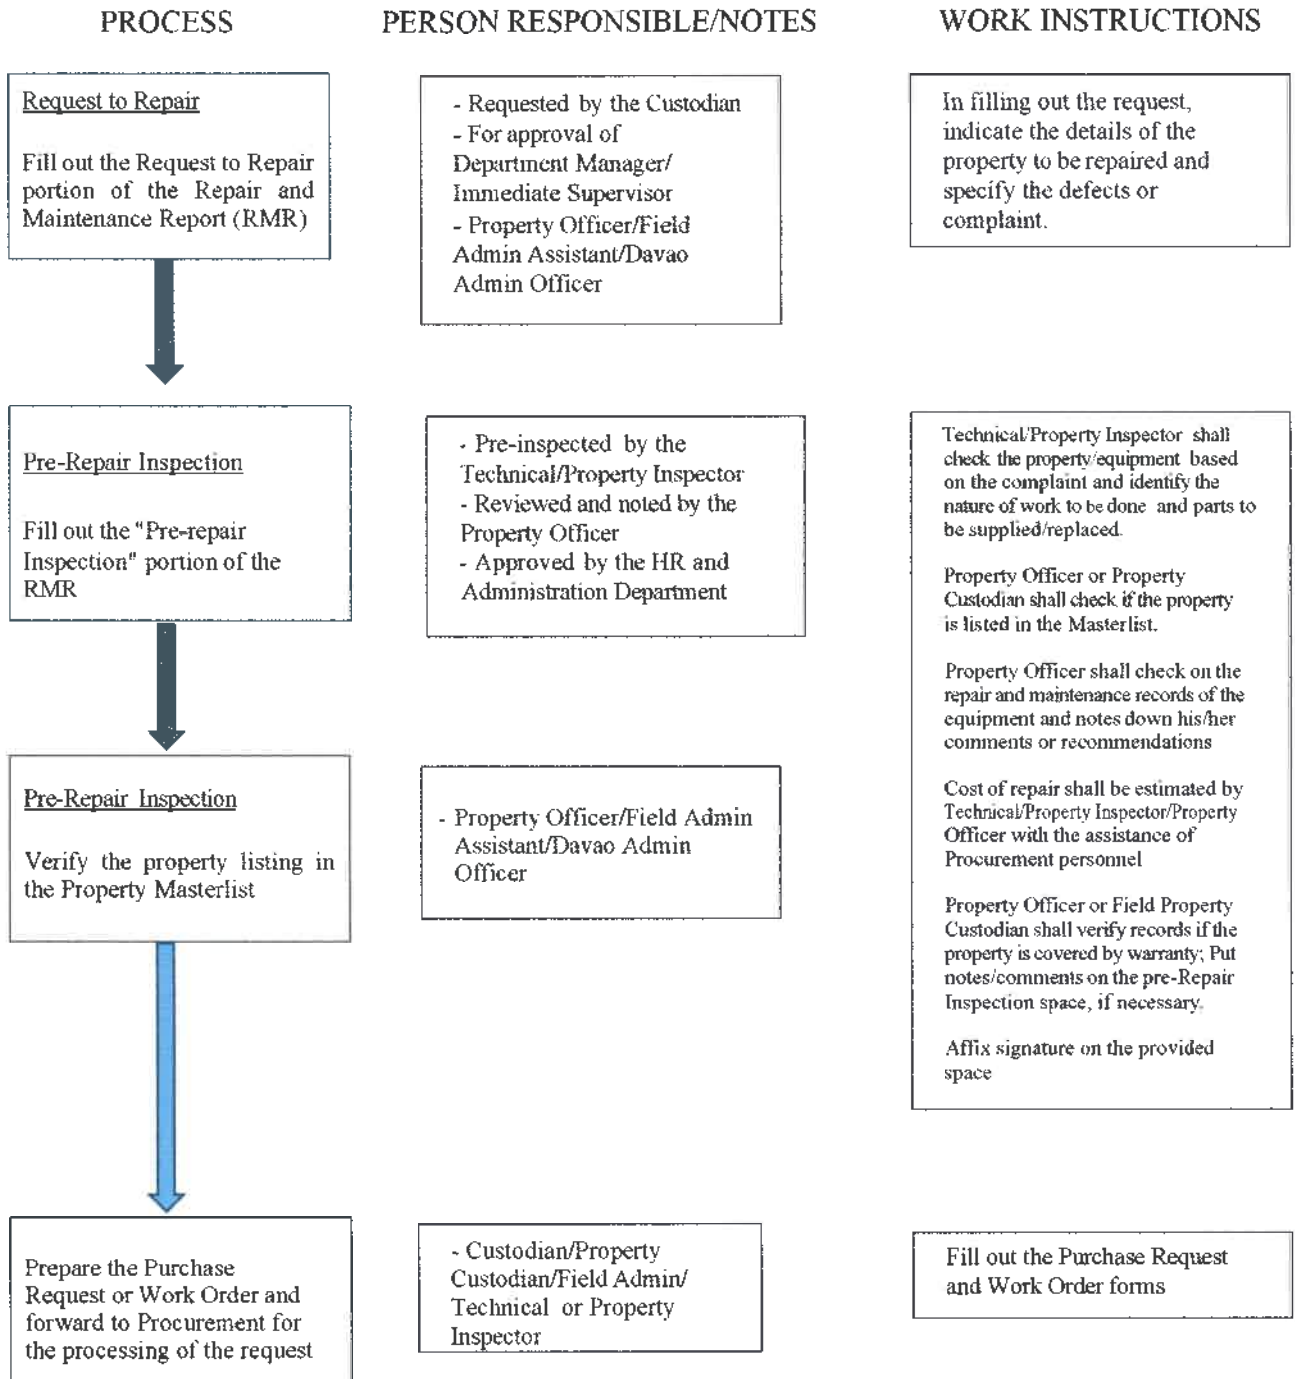 PROCESS
PERSON RESPONSIBLE/NOTES
WORK INSTRUCTIONS
Request to Repair
Fill out the Request to Repair
portion of the Repair and
Maintenance Report (RMR)
- Requested by the Custodian
- For approval of
Department Manager/
Immediate Supervisor
- Property Officer/Field
Admin Assistant/Davao
Admin Officer
In filling out the request,
indicate the details of the
property to be repaired and
specify the defects or
complaint.
Pre-Repair Inspection
Fill out the "Pre-repair
Inspection" portion of the
RMR
- Pre-inspected by the
Technical/Property Inspector
- Reviewed and noted by the
Property Officer
- Approved by the HR and
Administration Department
Technical/Property Inspector shall
check the property/equipment based
on the complaint and identify the
nature of work to be done and parts to
be supplied/replaced.
Property Officer or Property
Custodian shall check if the property
is listed in the Masterlist.
Property Officer shall check on the
repair and maintenance records of the
equipment and notes down his/her
comments or recommendations
Cost of repair shall be estimated by
Technical/Property Inspector/Property
Officer with the assistance of
Procurement personnel
Property Officer or Field Property
Custodian shall verify records if the
property is covered by warranty; Put
notes/comments on the pre-Repair
Inspection space, if necessary.
Affix signature on the provided
space
Pre-Repair Inspection
Verify the property listing in
the Property Masterlist
- Property Officer/Field Admin
Assistant/Davao Admin
Officer
Prepare the Purchase
Request or Work Order and
forward to Procurement for
the processing of the request
- Custodian/Property
Custodian/Field Admin/
Technical or Property
Inspector
Fill out the Purchase Request
and Work Order forms